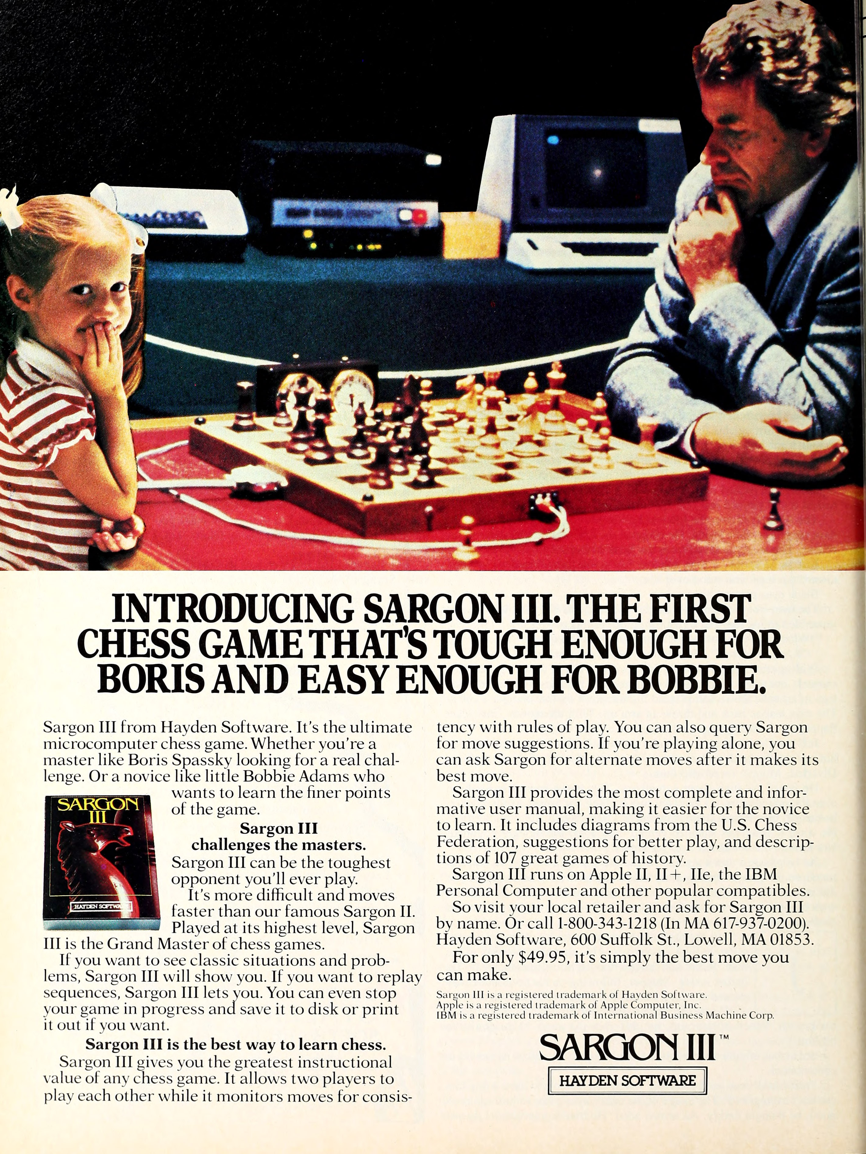 INTRODUCING SARGON III. THE FIRST
CHESS GAME THAT'S TOUGH ENOUGH FOR
BORIS AND EASY ENOUGH FOR BOBBIE.
Sargon III from Hayden Software. It's the ultimate
microcomputer chess game. Whether you're a
master like Boris Spassky looking for a real chal-
lenge. Or a novice like little Bobbie Adams who
wants to learn the finer points
of the game.
SARGON
III
HAYDEN SOFTWARE
Sargon III
challenges the masters.
Sargon III can be the toughest
opponent you'll ever play.
It's more difficult and moves
faster than our famous Sargon II.
Played at its highest level, Sargon
III is the Grand Master of chess games.
If you want to see classic situations and prob-
lems, Sargon III will show you. If you want to replay
sequences, Sargon III lets you. You can even stop
your game in progress and save it to disk or print
it out if you want.
Sargon III is the best way to learn chess.
Sargon III gives you the greatest instructional
value of any chess game. It allows two players to
play each other while it monitors moves for consis-
tency with rules of play. You can also query Sargon
for move suggestions. If you're playing alone, you
can ask Sargon for alternate moves after it makes its
best move.
Sargon III provides the most complete and infor-
mative user manual, making it easier for the novice
to learn. It includes diagrams from the U.S. Chess
Federation, suggestions for better play, and descrip-
tions of 107 great games of history.
Sargon III runs on Apple II, II+, IIe, the IBM
Personal Computer and other popular compatibles.
So visit your local retailer and ask for Sargon III
by name. Or call 1-800-343-1218 (In MA 617-937-0200).
Hayden Software, 600 Suffolk St., Lowell, MA 01853.
For only $49.95, it's simply the best move you
can make.
Sargon III is a registered trademark of Hayden Software.
Apple is a registered trademark of Apple Computer, Inc.
IBM is a registered trademark of International Business Machine Corp.
SARGON III™
HAYDEN SOFTWARE